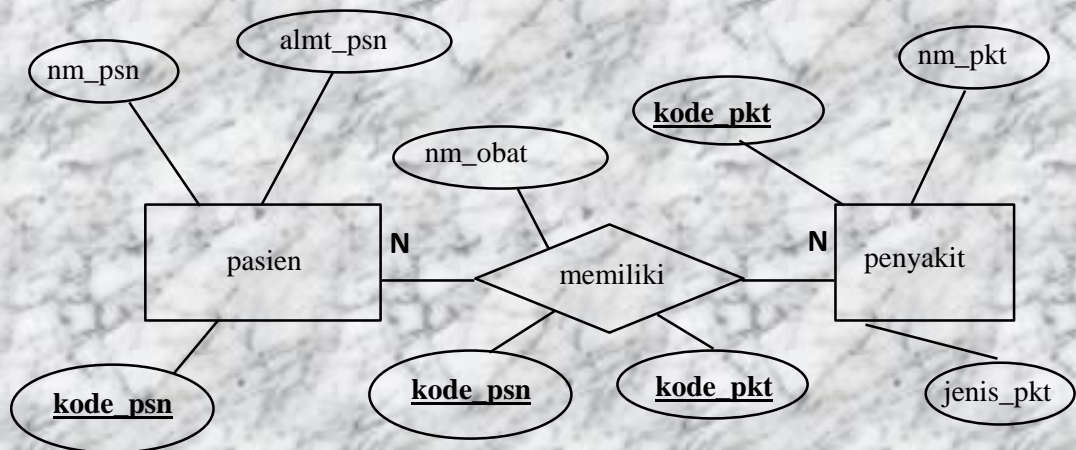 almt_psn
nm_psn
nm_pkt
kode_pkt
nm_obat
N
N
pasien
memiliki
penyakit
kode_psn
kode_psn
kode_pkt
jenis_pkt